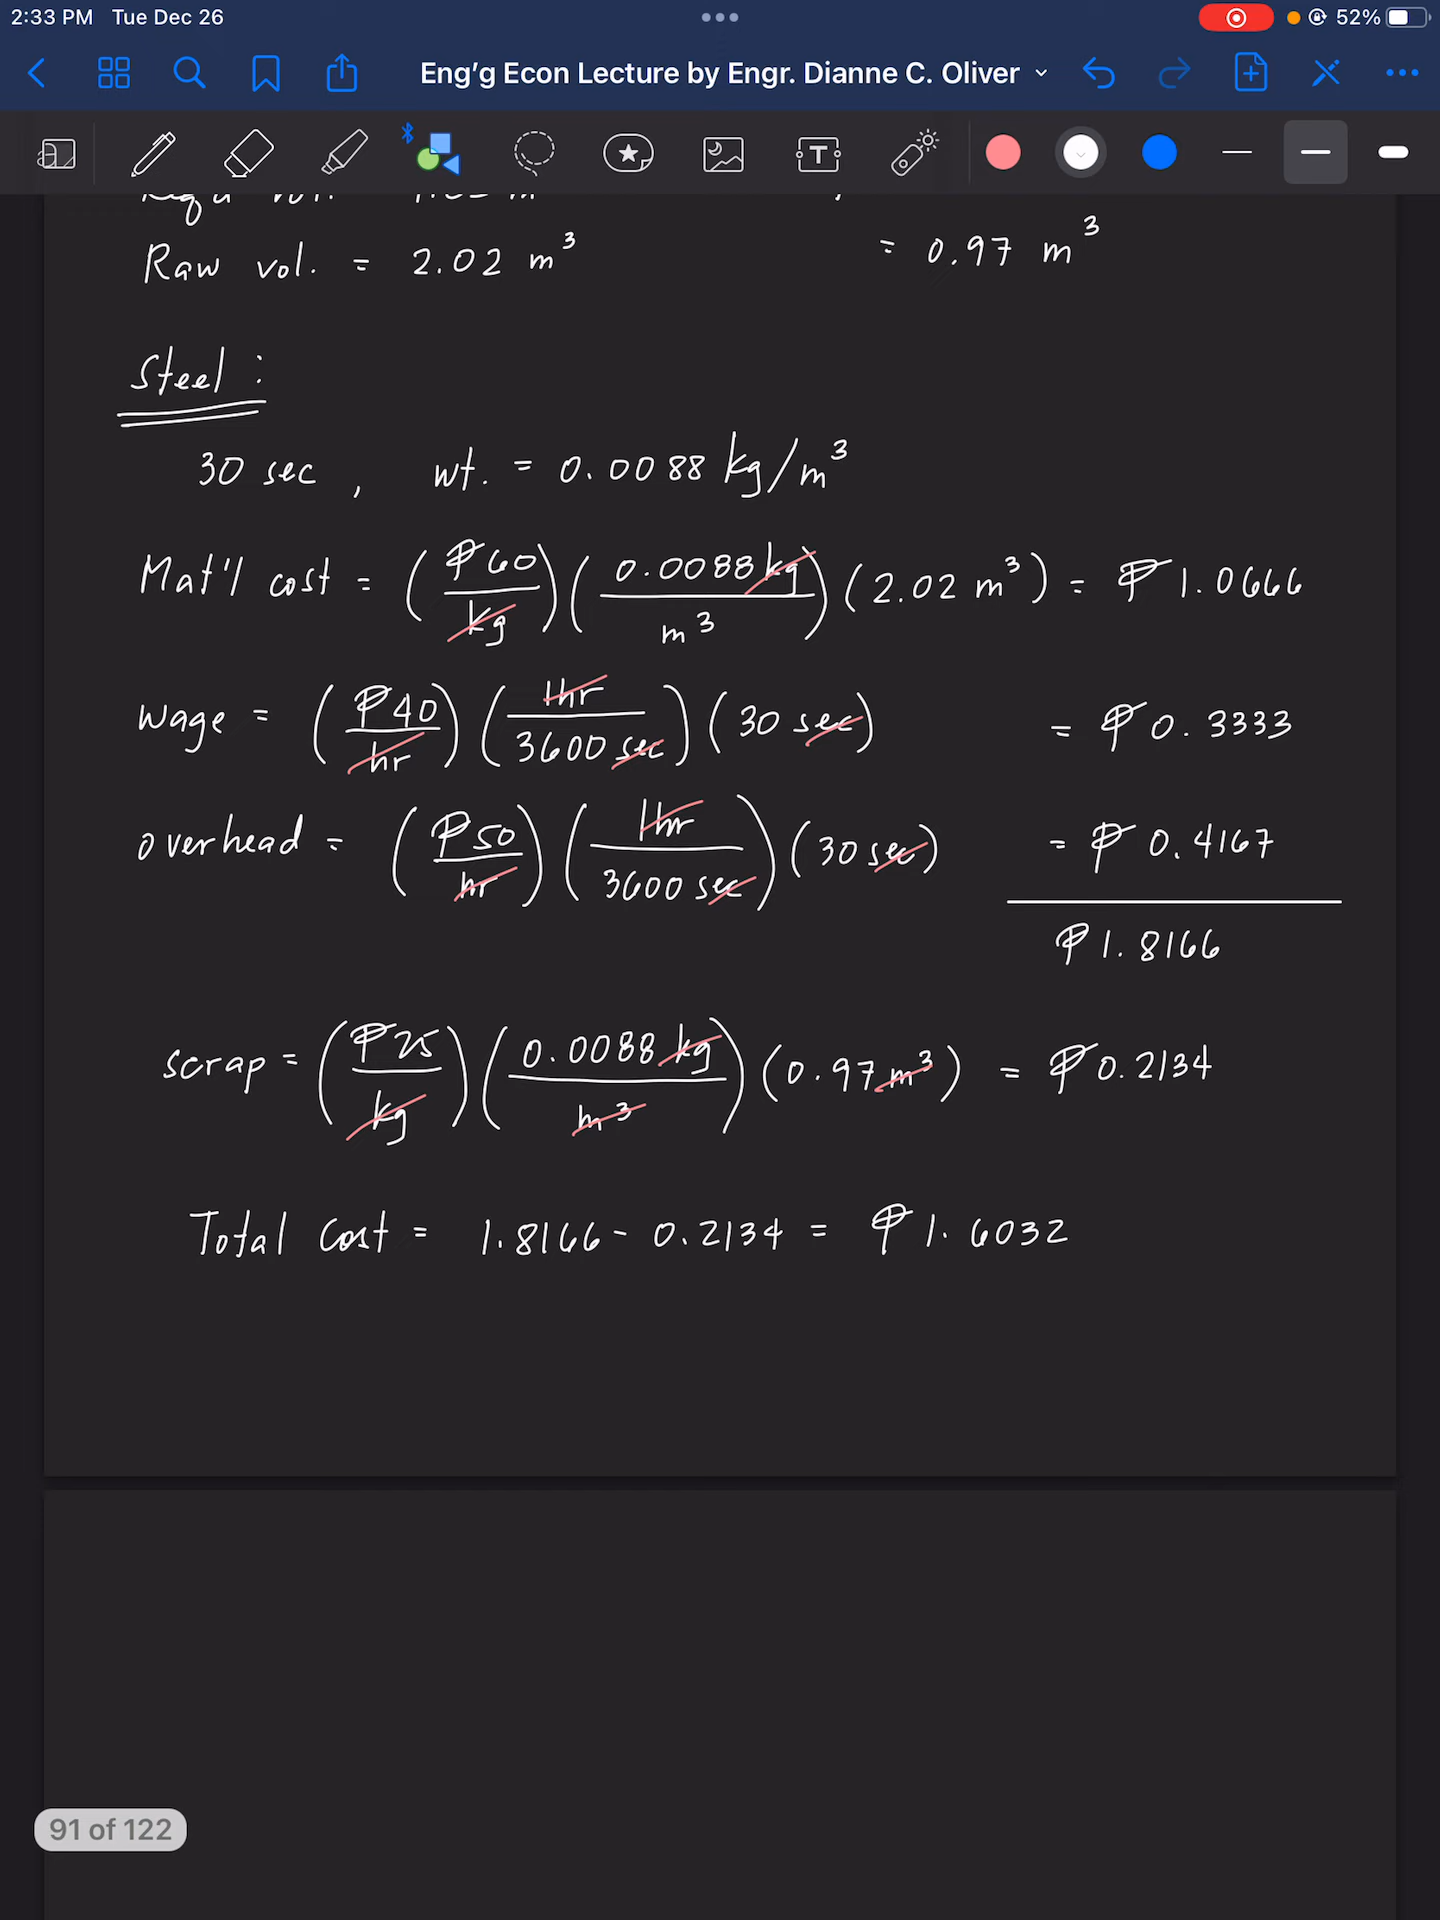 2:33 PM Tue Dec 26
52%
Eng'g Econ Lecture by Engr. Dianne C. Oliver
Raw vol. = 2.02 m³ = 0.97 m³
Steel :
30 sec , wt. = 0.0088 kg/m³
Mat'l cost = (₱60/kg)(0.0088 kg/m³)(2.02 m³) = ₱1.0666
wage = (₱40/hr)(1hr/3600 sec)(30 sec) = ₱0.3333
overhead = (₱50/hr)(1hr/3600 sec)(30 sec) = ₱0.4167
₱1.8166
scrap = (₱25/kg)(0.0088 kg/m³)(0.97 m³) = ₱0.2134
Total Cost = 1.8166 - 0.2134 = ₱1.6032
91 of 122